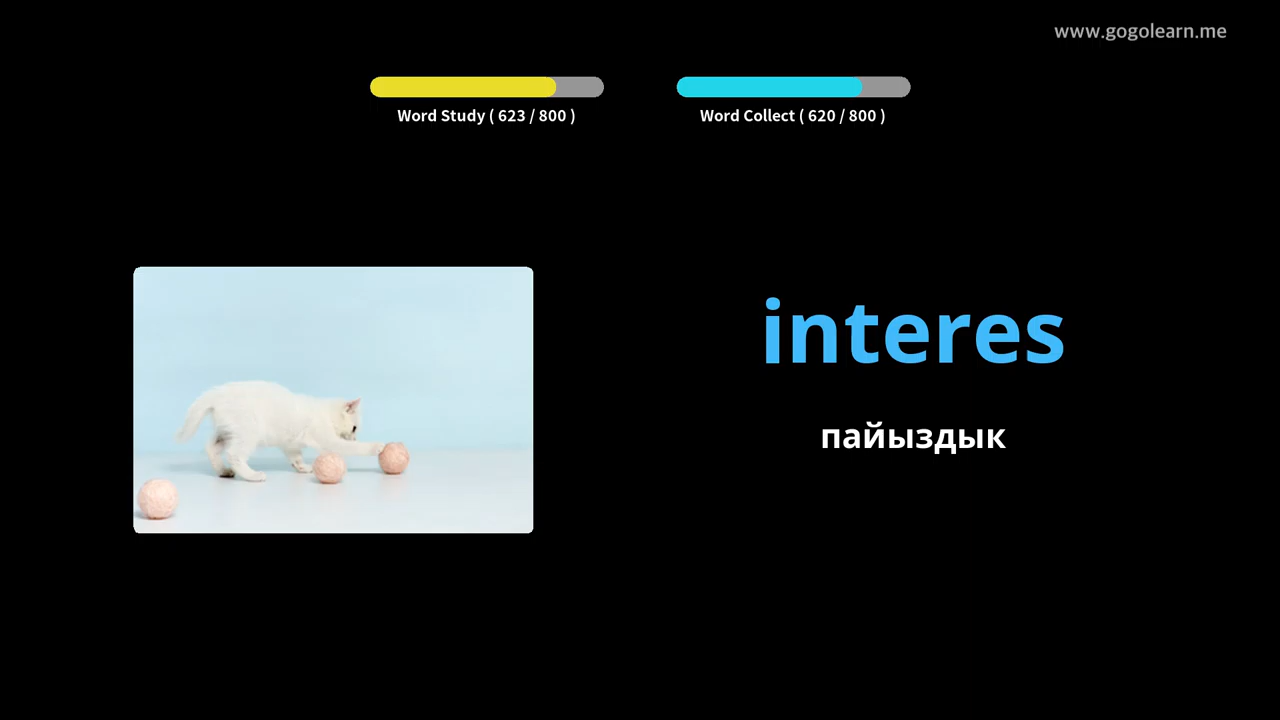 www.gogolearn.me
Word Study ( 623 / 800 )
Word Collect ( 620 / 800 )
interes
пайыздык